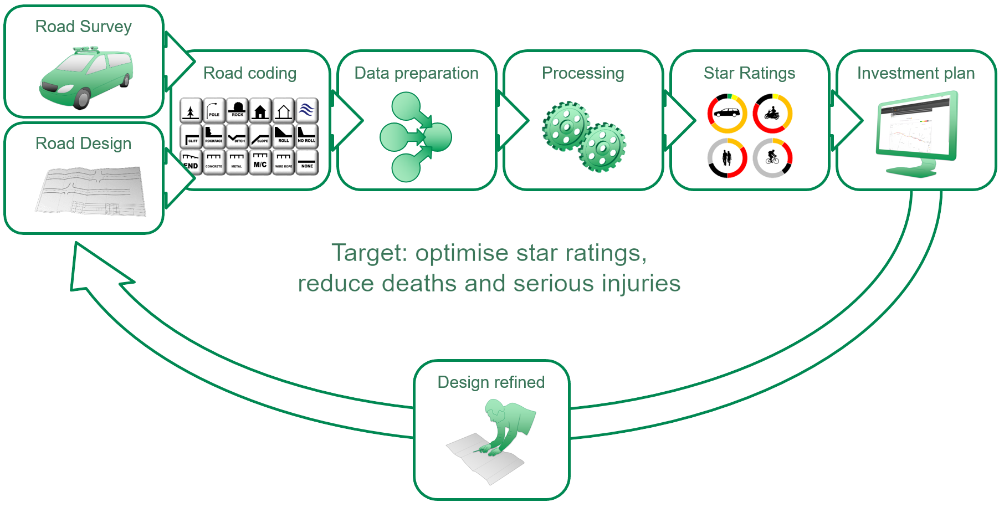 Road Survey
Road Design
Road coding
POLE
ROCK
CLIFF
ROCKFACE
DITCH
SLOPE
ROLL
NO ROLL
END
CONCRETE
METAL
M/C
WIRE ROPE
NONE
Data preparation
Processing
Star Ratings
Investment plan
Target: optimise star ratings,
reduce deaths and serious injuries
Design refined